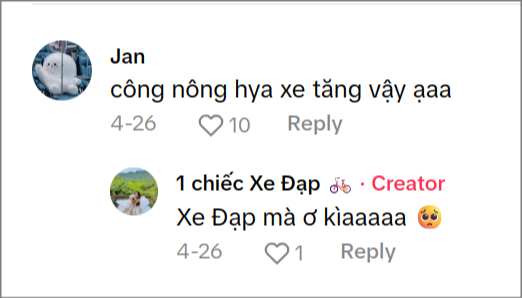 Jan
công nông hya xe tăng vậy ạaa
4-26 10 Reply
1 chiếc Xe Đạp 🚲 · Creator
Xe Đạp mà ơ kìaaaaa 🥺
4-26 1 Reply